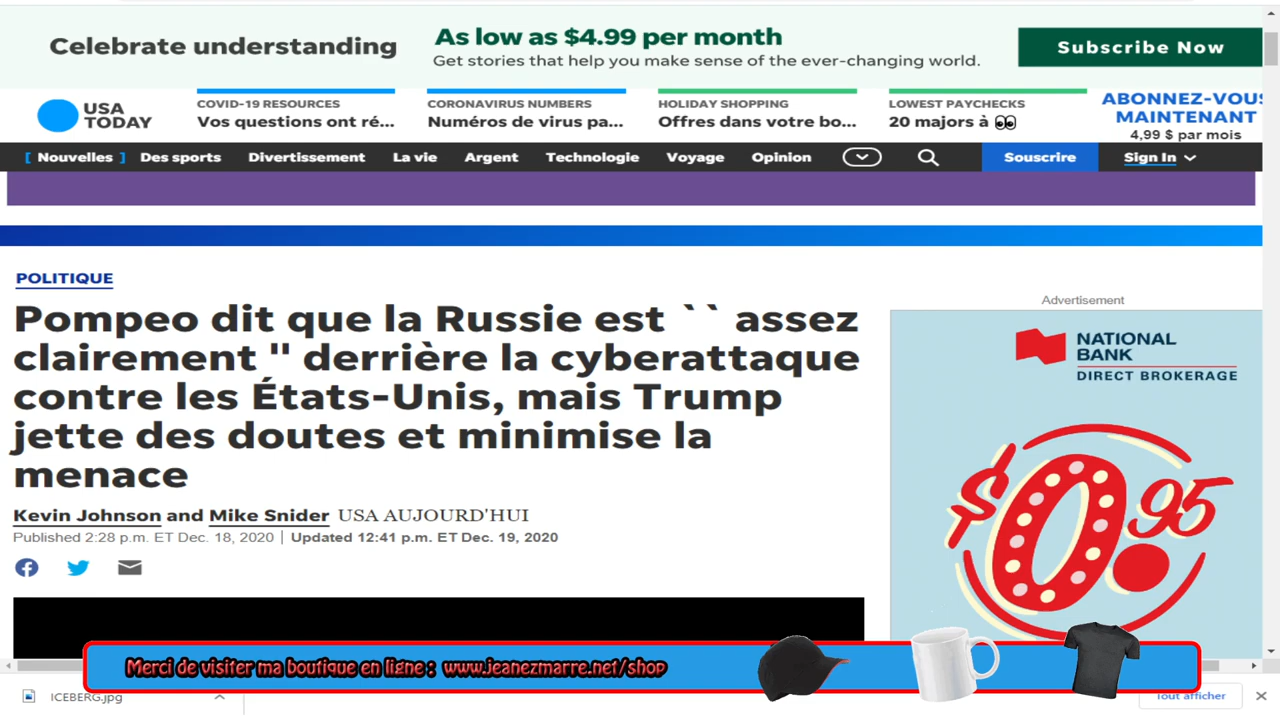 Celebrate understanding
As low as $4.99 per month
Get stories that help you make sense of the ever-changing world.
Subscribe Now
USA TODAY
COVID-19 RESOURCES
Vos questions ont ré...
CORONAVIRUS NUMBERS
Numéros de virus pa...
HOLIDAY SHOPPING
Offres dans votre bo...
LOWEST PAYCHECKS
20 majors à 👀
ABONNEZ-VOUS
MAINTENANT
4,99 $ par mois
[ Nouvelles ] Des sports Divertissement La vie Argent Technologie Voyage Opinion Souscrire Sign In
POLITIQUE
Pompeo dit que la Russie est `` assez
clairement '' derrière la cyberattaque
contre les États-Unis, mais Trump
jette des doutes et minimise la
menace
Kevin Johnson and Mike Snider USA AUJOURD'HUI
Published 2:28 p.m. ET Dec. 18, 2020 | Updated 12:41 p.m. ET Dec. 19, 2020
Advertisement
NATIONAL
BANK
DIRECT BROKERAGE
$0.95
Merci de visiter ma boutique en ligne : www.jeanezmarre.net/shop
ICEBERG.jpg
Tout afficher